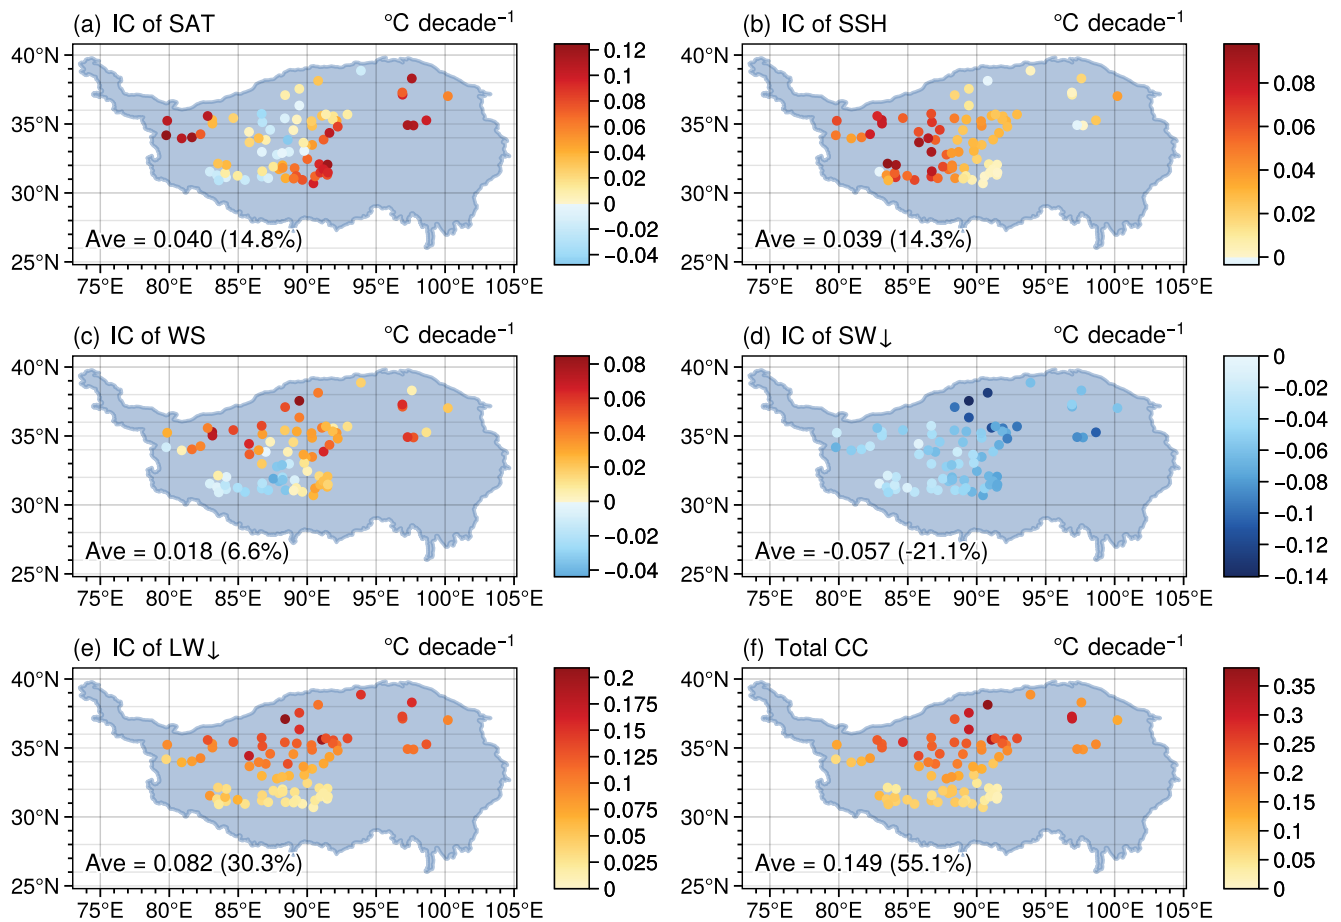 (a) IC of SAT °C decade⁻¹
40°N
35°N
30°N
25°N
Ave = 0.040 (14.8%)
75°E 80°E 85°E 90°E 95°E 100°E 105°E
0.12
0.1
0.08
0.06
0.04
0.02
0
−0.02
−0.04
(b) IC of SSH °C decade⁻¹
40°N
35°N
30°N
25°N
Ave = 0.039 (14.3%)
75°E 80°E 85°E 90°E 95°E 100°E 105°E
0.08
0.06
0.04
0.02
0
(c) IC of WS °C decade⁻¹
40°N
35°N
30°N
25°N
Ave = 0.018 (6.6%)
75°E 80°E 85°E 90°E 95°E 100°E 105°E
0.08
0.06
0.04
0.02
0
−0.02
−0.04
(d) IC of SW↓ °C decade⁻¹
40°N
35°N
30°N
25°N
Ave = -0.057 (-21.1%)
75°E 80°E 85°E 90°E 95°E 100°E 105°E
0
−0.02
−0.04
−0.06
−0.08
−0.1
−0.12
−0.14
(e) IC of LW↓ °C decade⁻¹
40°N
35°N
30°N
25°N
Ave = 0.082 (30.3%)
75°E 80°E 85°E 90°E 95°E 100°E 105°E
0.2
0.175
0.15
0.125
0.1
0.075
0.05
0.025
0
(f) Total CC °C decade⁻¹
40°N
35°N
30°N
25°N
Ave = 0.149 (55.1%)
75°E 80°E 85°E 90°E 95°E 100°E 105°E
0.35
0.3
0.25
0.2
0.15
0.1
0.05
0